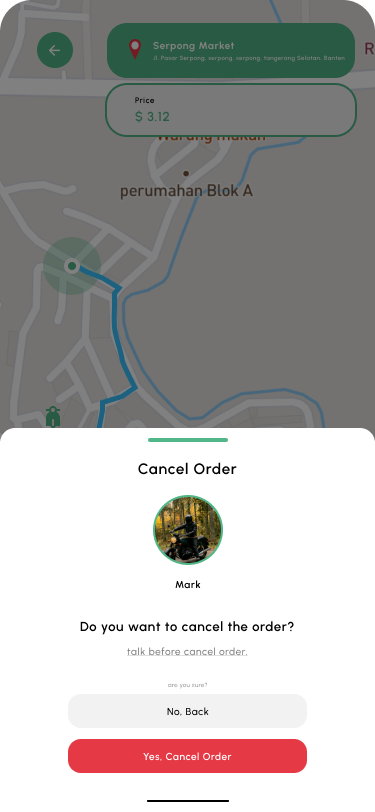 Serpong Market
Jl. Pasar Serpong, serpong, serpong, tangerang Selatan, Banten
R
Price
$ 3.12
Warung makan
perumahan Blok A
Cancel Order
Mark
Do you want to cancel the order?
talk before cancel order.
are you sure?
No, Back
Yes, Cancel Order